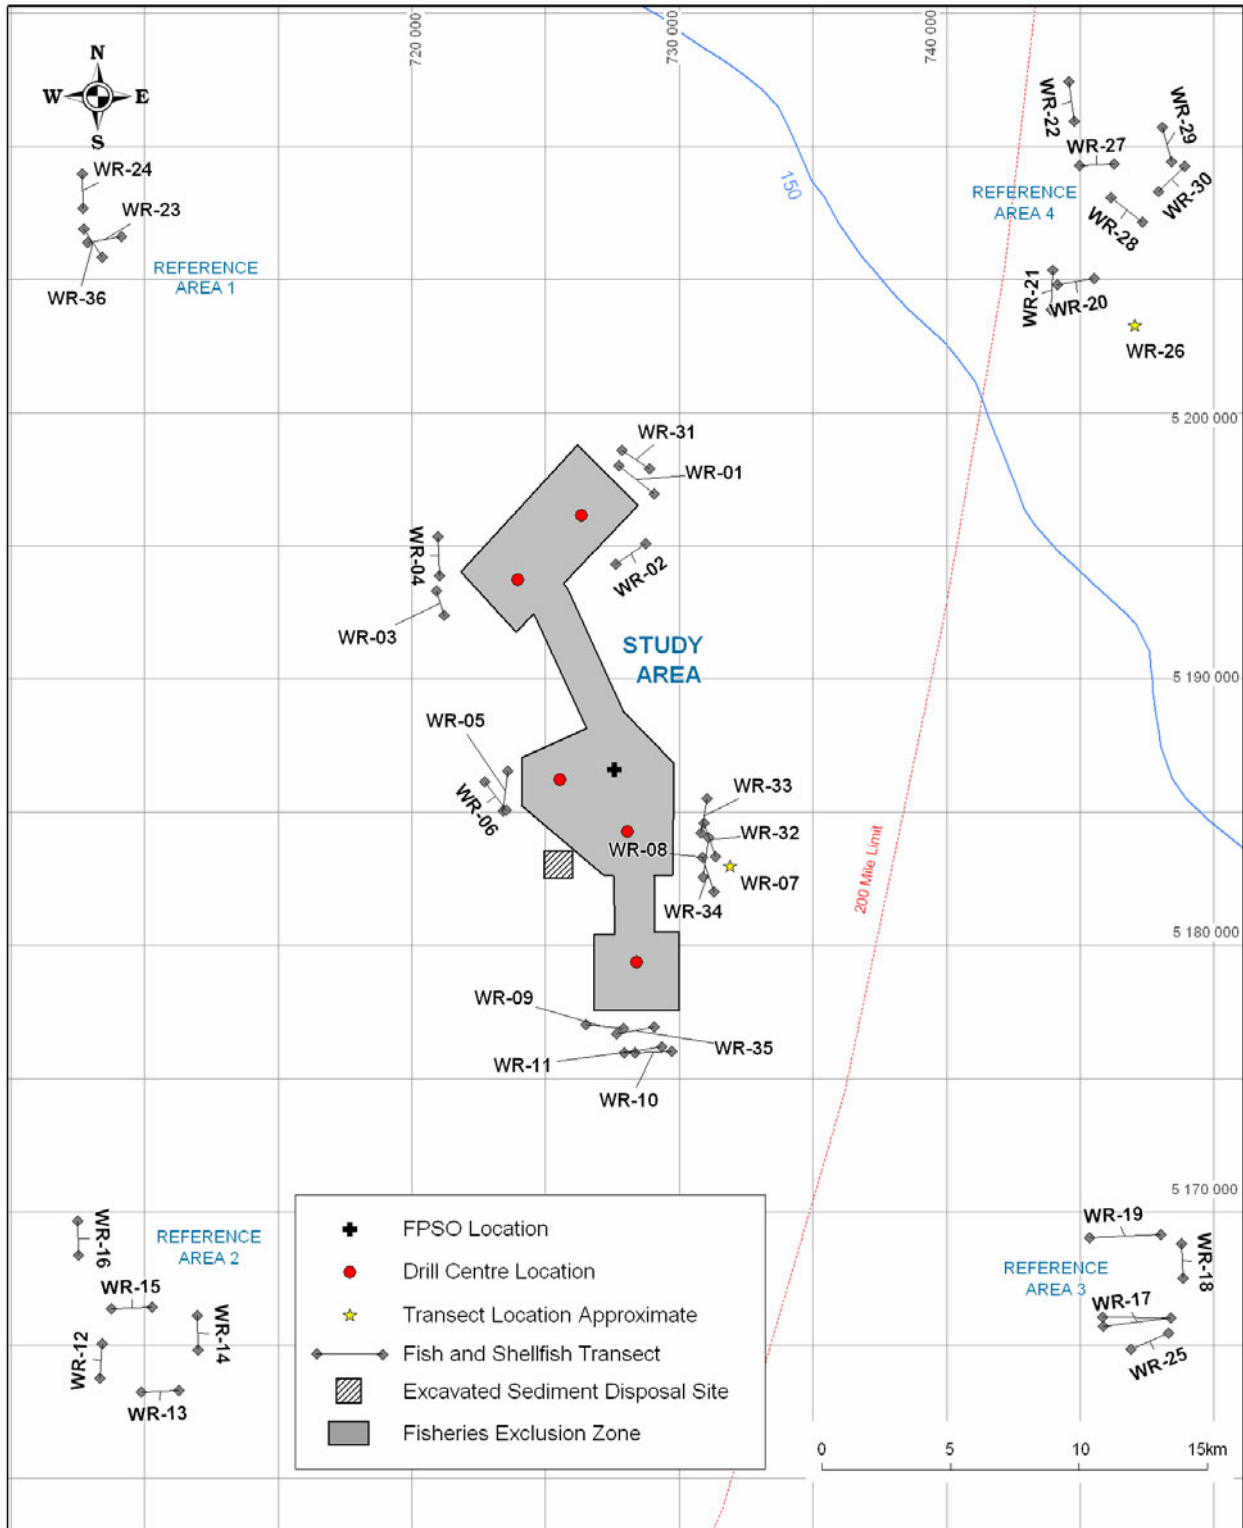 720 000
730 000
740 000
N
W
E
S
WR-22
WR-29
WR-27
WR-24
WR-30
REFERENCE
AREA 4
150
WR-23
WR-28
REFERENCE
AREA 1
WR-36
WR-21
WR-20
WR-26
5 200 000
WR-31
WR-01
WR-04
WR-02
WR-03
STUDY
AREA
5 190 000
WR-05
WR-33
WR-06
WR-32
WR-08
WR-07
200 Mile Limit
WR-34
5 180 000
WR-09
WR-35
WR-11
WR-10
5 170 000
WR-16
REFERENCE
AREA 2
WR-15
WR-12
WR-14
WR-13
WR-19
WR-18
REFERENCE
AREA 3
WR-17
WR-25
FPSO Location
Drill Centre Location
Transect Location Approximate
Fish and Shellfish Transect
Excavated Sediment Disposal Site
Fisheries Exclusion Zone
0 5 10 15km